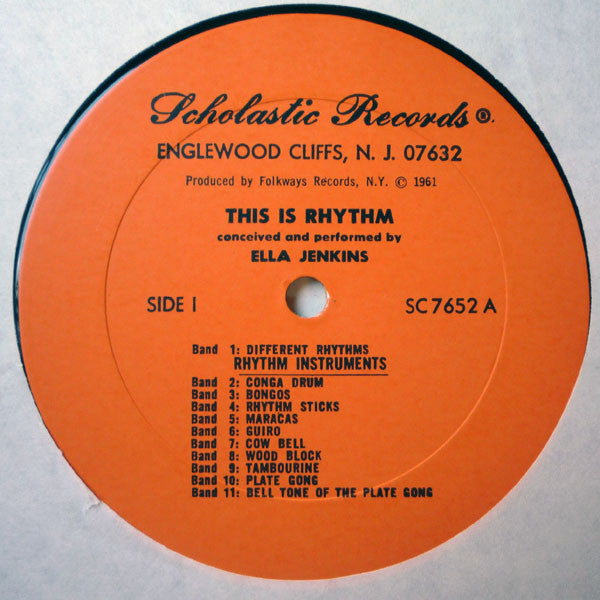 Scholastic Records ®.
ENGLEWOOD CLIFFS, N. J. 07632
Produced by Folkways Records, N.Y. © 1961
THIS IS RHYTHM
conceived and performed by
ELLA JENKINS
SIDE I SC 7652 A
Band 1: DIFFERENT RHYTHMS
RHYTHM INSTRUMENTS
Band 2: CONGA DRUM
Band 3: BONGOS
Band 4: RHYTHM STICKS
Band 5: MARACAS
Band 6: GUIRO
Band 7: COW BELL
Band 8: WOOD BLOCK
Band 9: TAMBOURINE
Band 10: PLATE GONG
Band 11: BELL TONE OF THE PLATE GONG